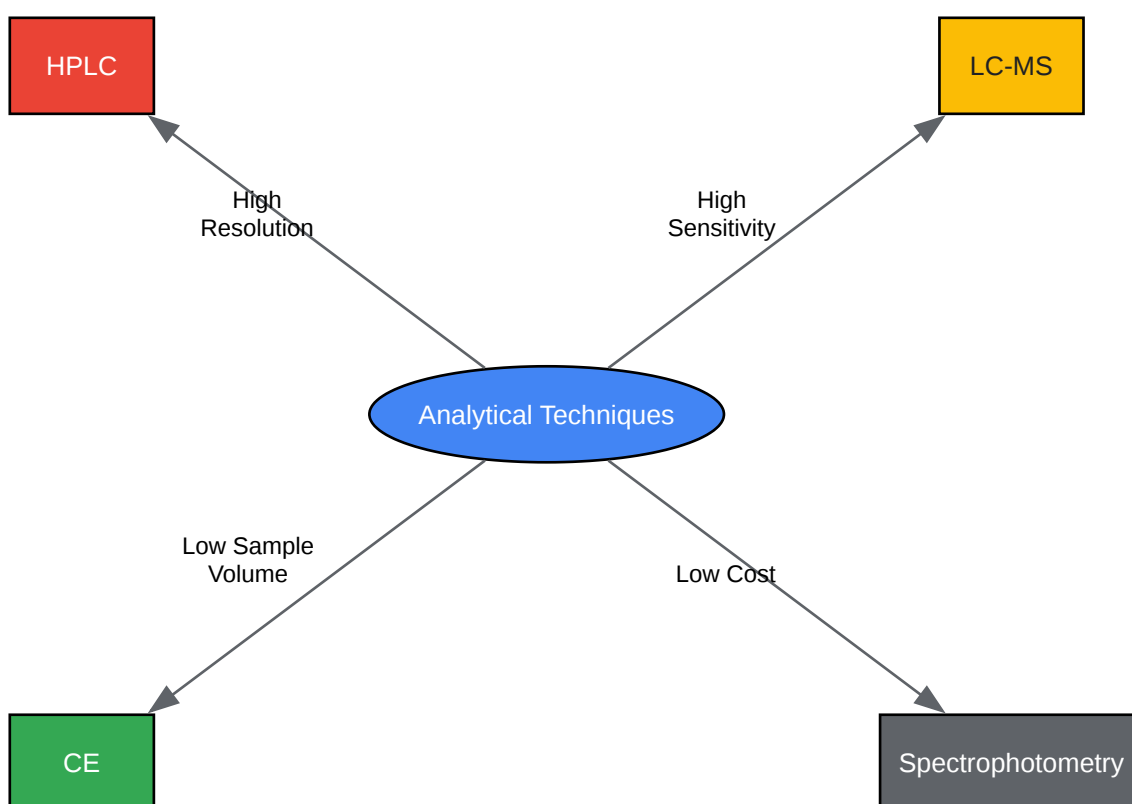 HPLC
LC-MS
High
Resolution
High
Sensitivity
Analytical Techniques
Low Sample
Volume
Low Cost
CE
Spectrophotometry